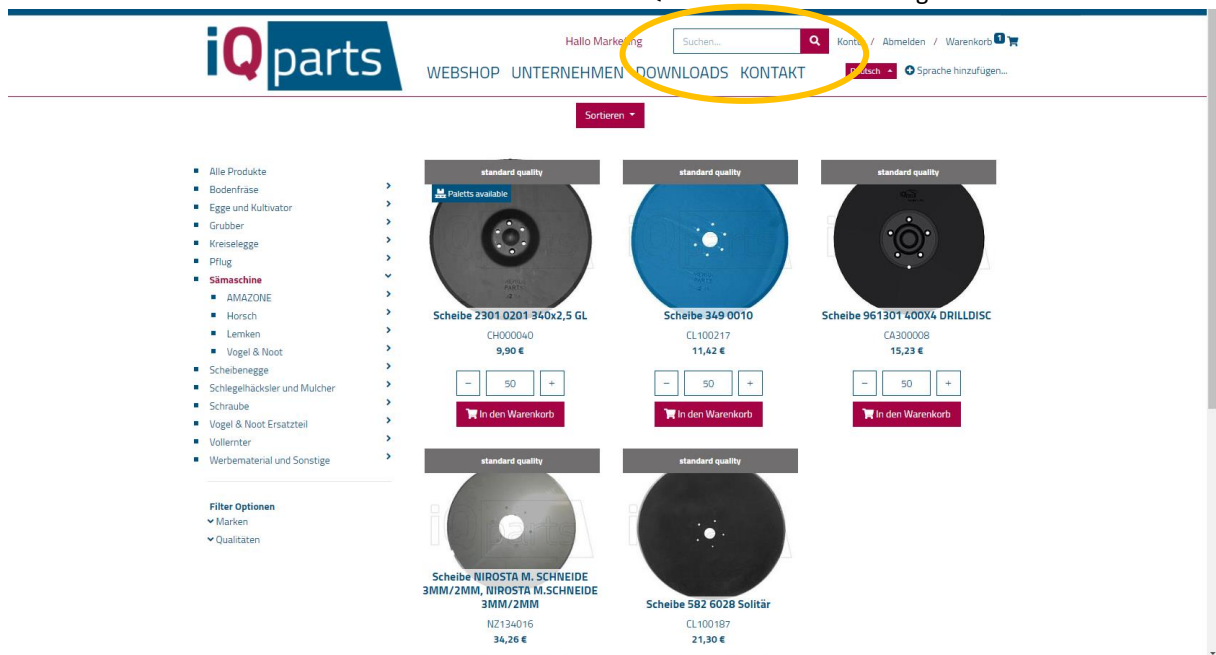 iQparts
Hallo Marketing
Suchen...
Konto / Abmelden / Warenkorb 1
WEBSHOP UNTERNEHMEN DOWNLOADS KONTAKT
Deutsch
Sprache hinzufügen...
Sortieren
Alle Produkte
Bodenfräse
Egge und Kultivator
Grubber
Kreiselegge
Pflug
Sämaschine
AMAZONE
Horsch
Lemken
Vogel & Noot
Scheibenegge
Schlegelhäcksler und Mulcher
Schraube
Vogel & Noot Ersatzteil
Vollernter
Werbematerial und Sonstige
Filter Optionen
Marken
Qualitäten
standard quality
Paletts available
Scheibe 2301 0201 340x2,5 GL
CH000040
9,90 €
- 50 +
In den Warenkorb
standard quality
Scheibe 349 0010
CL100217
11,42 €
- 50 +
In den Warenkorb
standard quality
Scheibe 961301 400X4 DRILLDISC
CA300008
15,23 €
- 50 +
In den Warenkorb
standard quality
Scheibe NIROSTA M. SCHNEIDE
3MM/2MM, NIROSTA M.SCHNEIDE
3MM/2MM
NZ134016
34,26 €
standard quality
Scheibe 582 6028 Solitär
CL100187
21,30 €